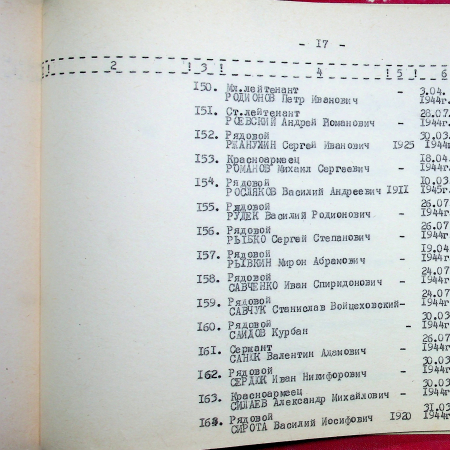 - 17 -
! 2 ! 3 ! 4 ! 5 ! 6
150. Мл.лейтенант - 3.04.
РОДИОНОВ Петр Иванович 1944г.
151. Ст.лейтенант 28.07.
РОЕВСКИЙ Андрей Романович - 1944г.
152. Рядовой 30.03.
РЖАНУХИН Сергей Иванович 1925 1944г
153. Красноармеец 18.04.
РОМАНОВ Михаил Сергеевич - 1944г.
154. Рядовой 10.03
РОСЛЯКОВ Василий Андреевич 1911 1945г.
155. Рядовой 26.07
РУДЕК Василий Родионович - 1944г.
156. Рядовой 26.07
РЫБКО Сергей Степанович - 1944г.
157. Рядовой 19.04
РЫВКИН Мирон Абрамович - 1944г.
158. Рядовой 24.07
САВЧЕНКО Иван Спиридонович - 1944г.
159. Рядовой 24.07
САВЧУК Станислав Войцеховский - 1944г.
160. Рядовой 30.03
САИДОВ Курбан - 1944г.
161. Сержант 26.07
Валентин Адамович - 1944г.
162. Рядовой 30.03
СЕРДЮК Иван Никифорович - 1944г.
163. Красноармеец 30.03
СИЛАЕВ Александр Михайлович - 1944г.
164. Рядовой 31.03
СИРОТА Василий Иосифович 1920 1944г.